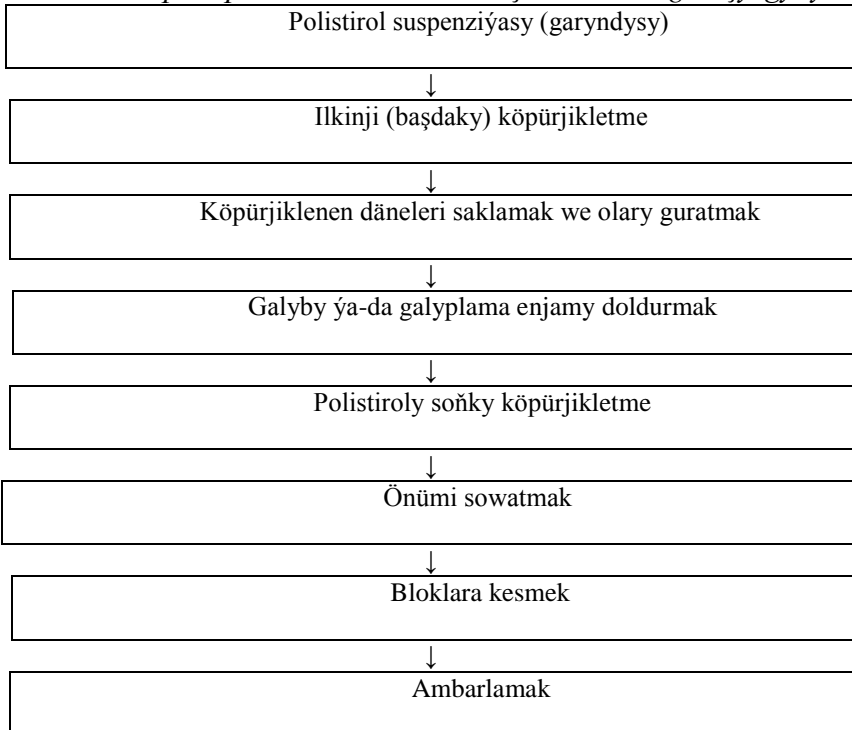 Polistirol suspenziýasy (garyndysy)
↓
Ilkinji (başdaky) köpürjikletme
↓
Köpürjiklenen däneleri saklamak we olary guratmak
↓
Galyby ýa-da galyplama enjamy doldurmak
↓
Polistiroly soňky köpürjikletme
↓
Önümi sowatmak
↓
Bloklara kesmek
↓
Ambarlamak